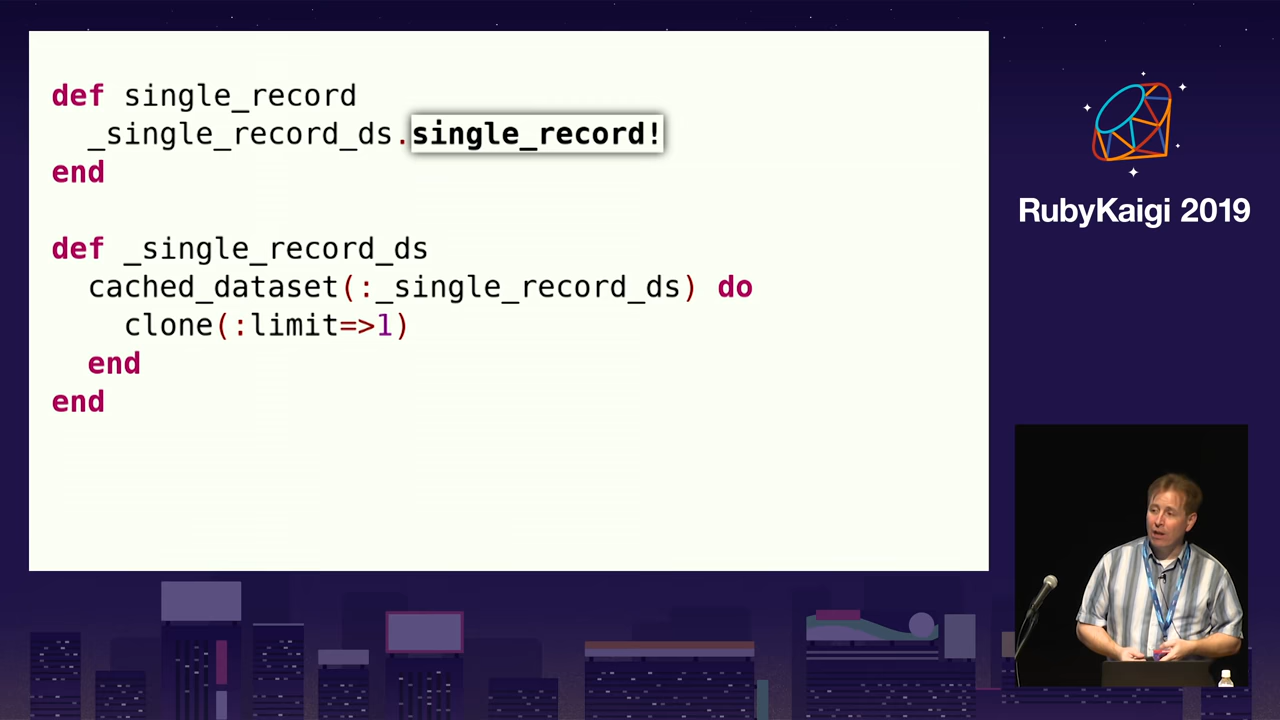 def single_record
  _single_record_ds.single_record!
end
def _single_record_ds
  cached_dataset(:_single_record_ds) do
    clone(:limit=>1)
  end
end
RubyKaigi 2019